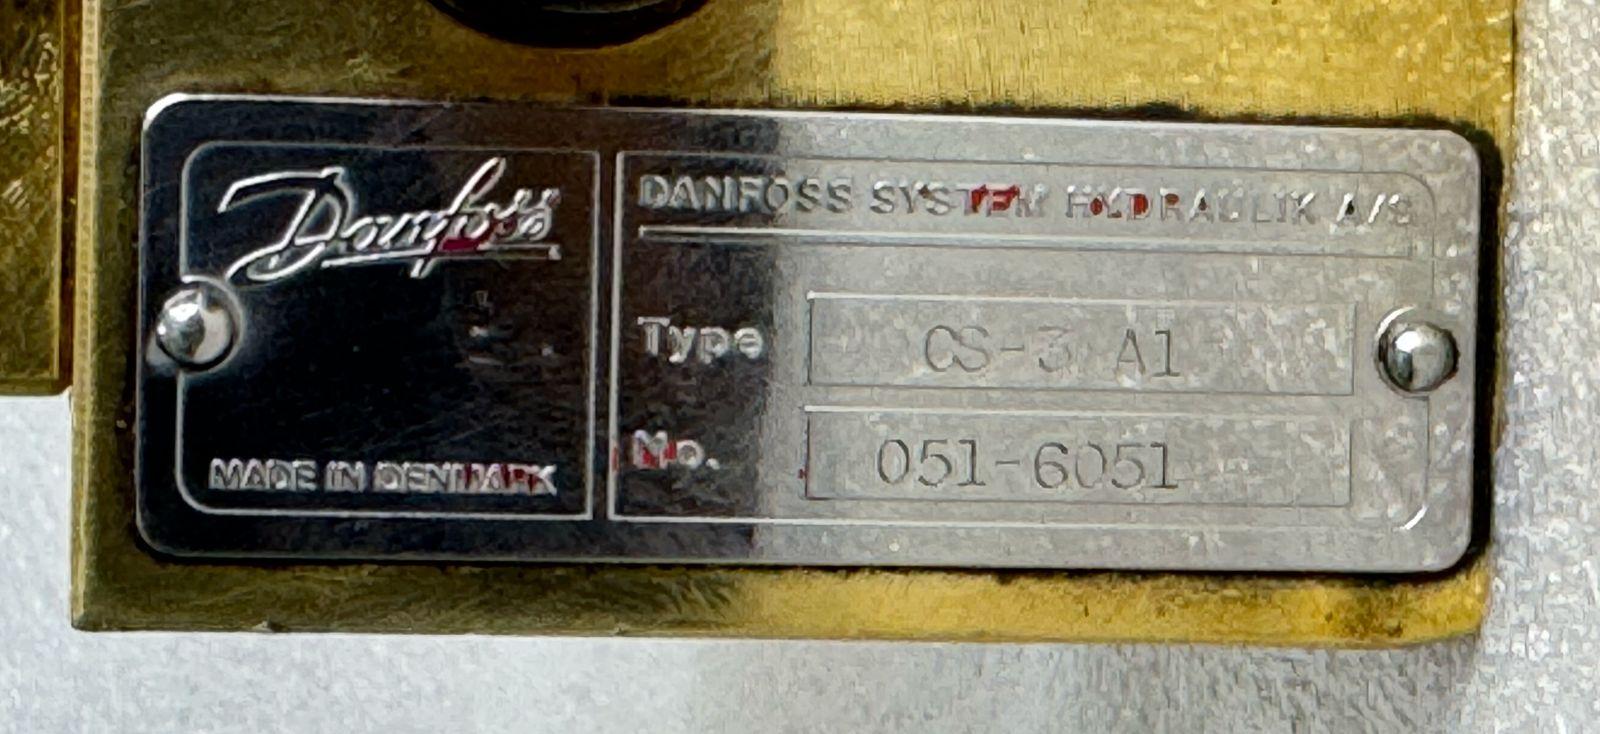 Danfoss
MADE IN DENMARK
DANFOSS SYSTEM HYDRAULIK A/S
Type CS-3 A1
No. 051-6051